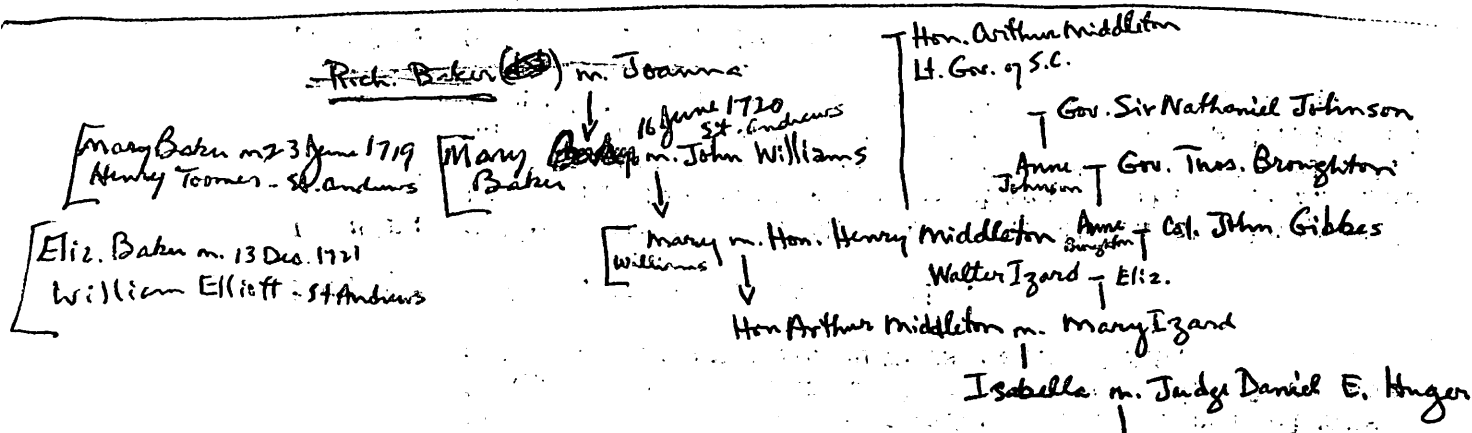 Hon. Arthur Middleton
Lt. Gov. of S.C.
Rich. Baker ( ) m. Joanna
Gov. Sir Nathaniel Johnson
16 June 1720
St. Andrews
Mary Baker m 23 June 1719
Henry Toomer - St. Andrews
Mary m. John Williams
Baker
Anne Johnson
Gov. Thos. Broughton
Eliz. Baker m. 13 Dec. 1721
William Elliott - St Andrews
Mary Williams m. Hon. Henry Middleton
Anne Broughton
Col. John Gibbes
Walter Izard - Eliz.
Hon Arthur Middleton m. Mary Izard
Isabella m. Judge Daniel E. Huger